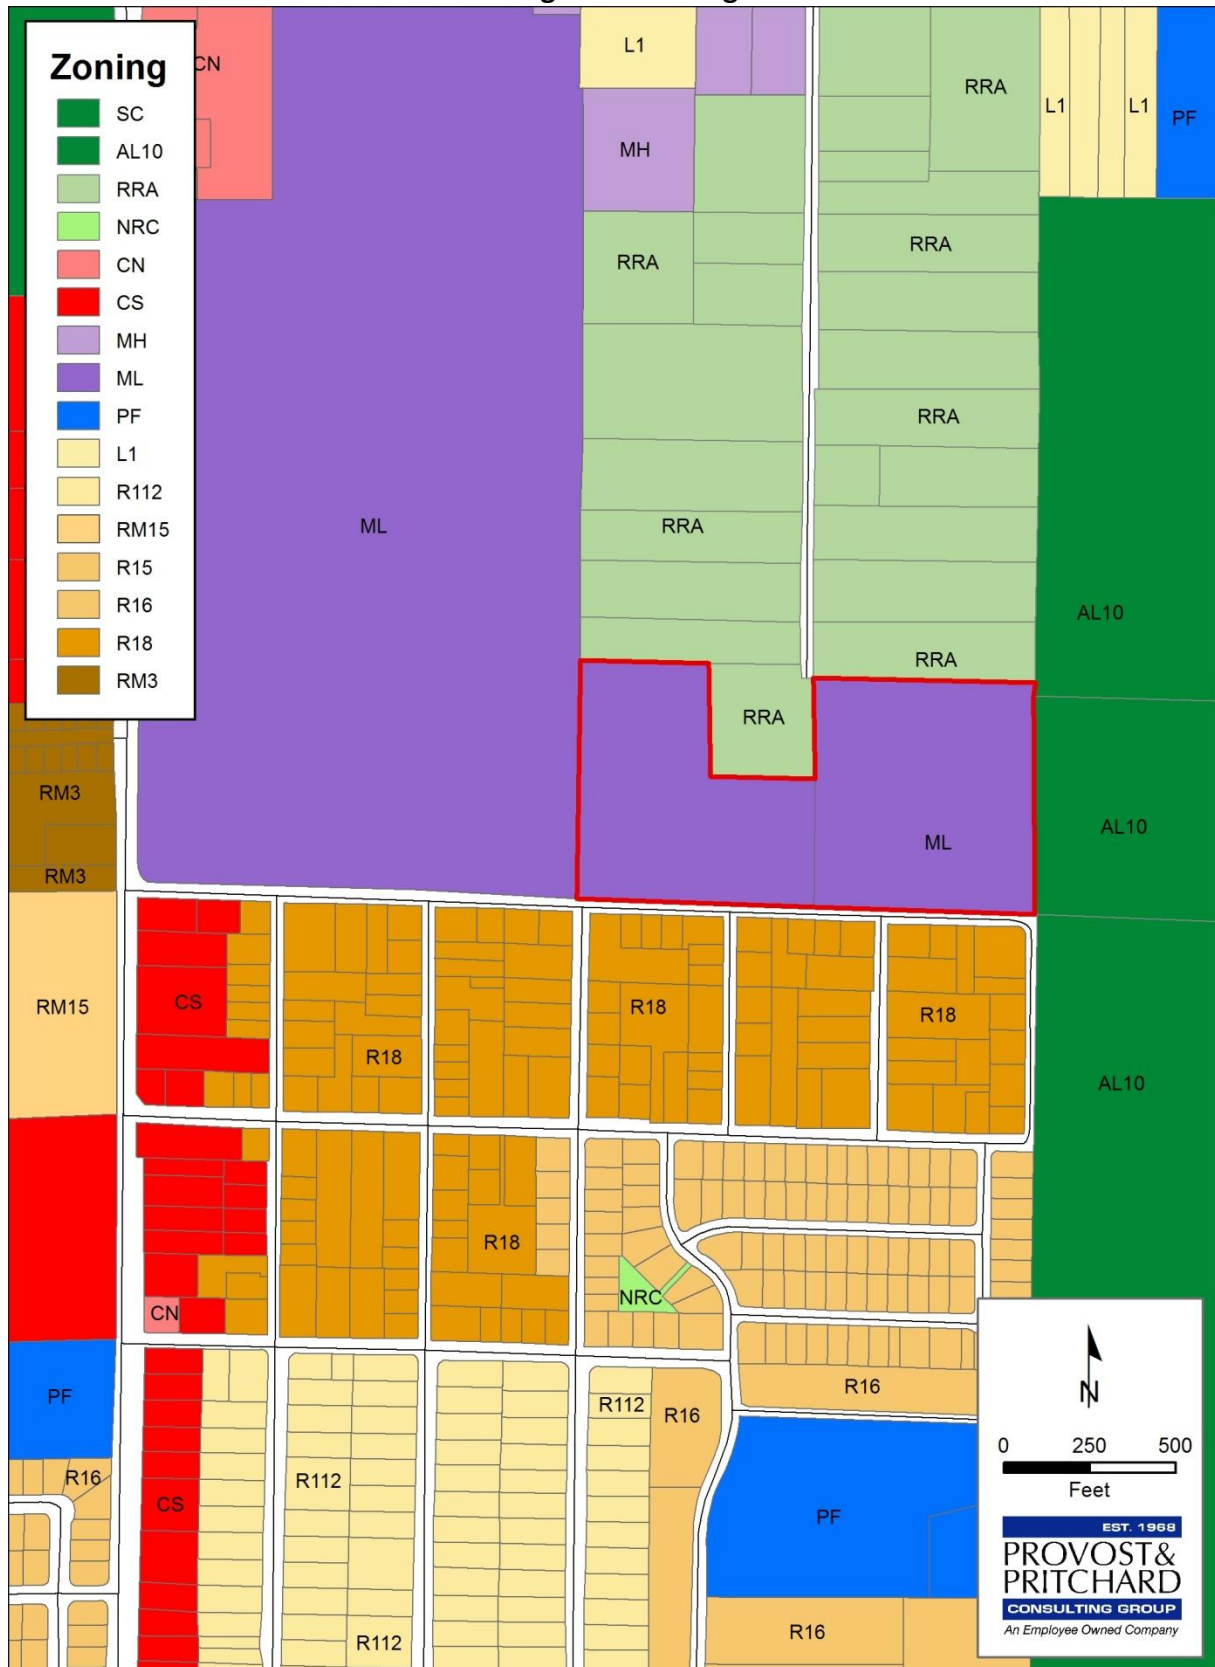 Zoning
SC
AL10
RRA
NRC
CN
CS
MH
ML
PF
L1
R112
RM15
R15
R16
R18
RM3
CN
L1
RRA
L1
L1
PF
MH
RRA
RRA
RRA
ML
RRA
AL10
RRA
RRA
RM3
ML
AL10
RM3
CS
R18
R18
R18
RM15
AL10
R18
NRC
CN
PF
R16
R112
R16
R16
R112
CS
PF
R112
R16
N
0 250 500
Feet
EST. 1968
PROVOST&
PRITCHARD
CONSULTING GROUP
An Employee Owned Company